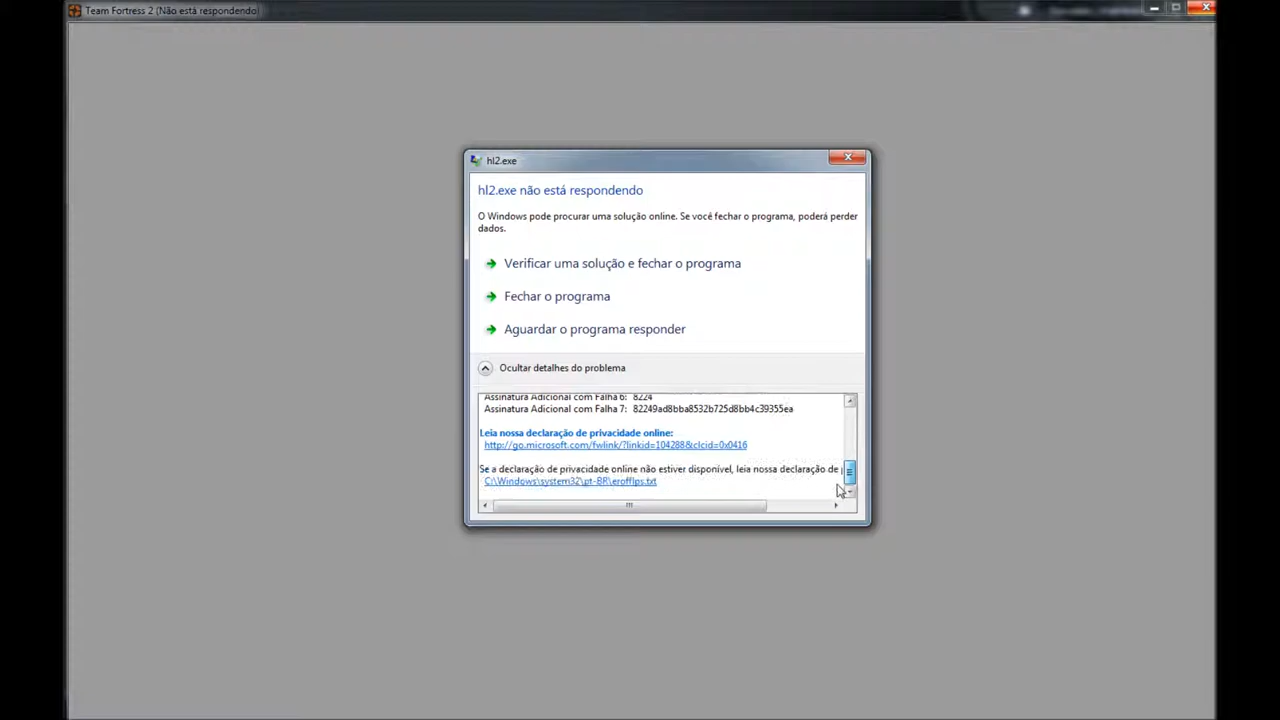 Team Fortress 2 (Não está respondendo)
hl2.exe
hl2.exe não está respondendo
O Windows pode procurar uma solução online. Se você fechar o programa, poderá perder
dados.
Verificar uma solução e fechar o programa
Fechar o programa
Aguardar o programa responder
Ocultar detalhes do problema
Assinatura Adicional com Falha 6: 8224
Assinatura Adicional com Falha 7: 82249ad8bba8532b725d8bb4c39355ea
Leia nossa declaração de privacidade online:
http://go.microsoft.com/fwlink/?linkid=104288&clcid=0x0416
Se a declaração de privacidade online não estiver disponível, leia nossa declaração de
C:\Windows\system32\pt-BR\erofflps.txt